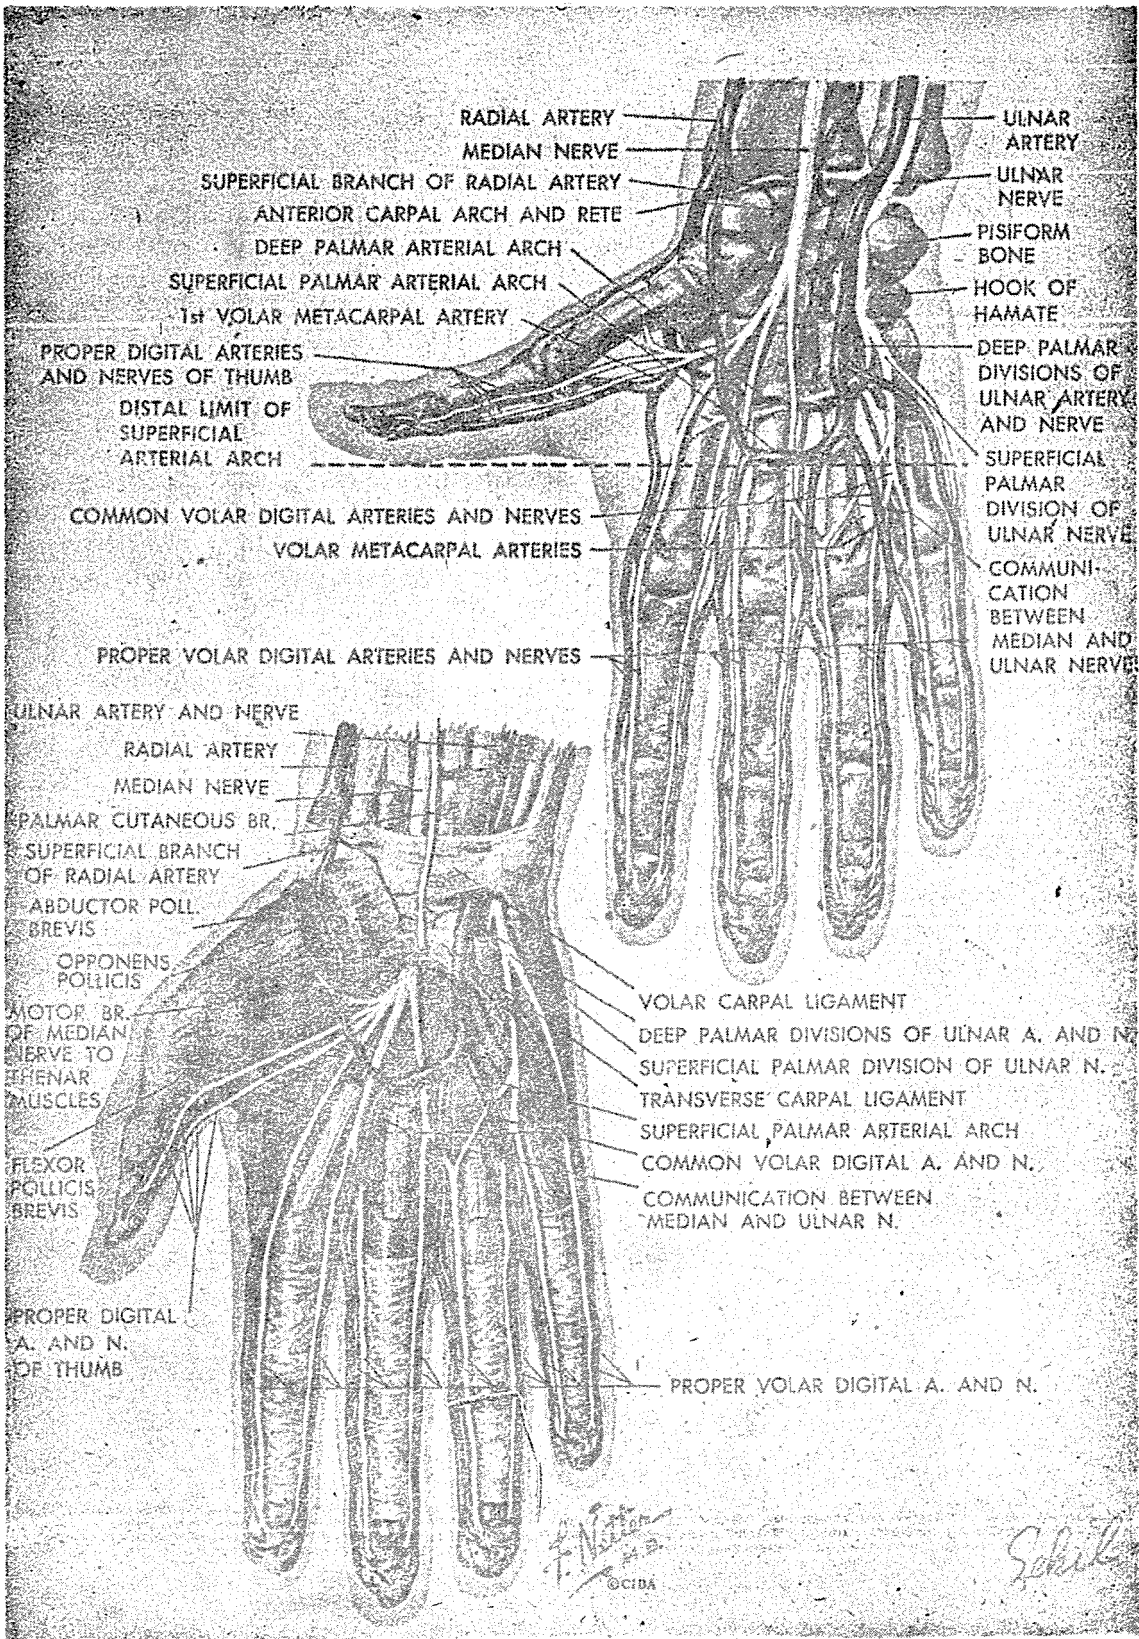 RADIAL ARTERY
MEDIAN NERVE
SUPERFICIAL BRANCH OF RADIAL ARTERY
ANTERIOR CARPAL ARCH AND RETE
DEEP PALMAR ARTERIAL ARCH
SUPERFICIAL PALMAR ARTERIAL ARCH
1st VOLAR METACARPAL ARTERY
PROPER DIGITAL ARTERIES
AND NERVES OF THUMB
DISTAL LIMIT OF
SUPERFICIAL
ARTERIAL ARCH
COMMON VOLAR DIGITAL ARTERIES AND NERVES
VOLAR METACARPAL ARTERIES
PROPER VOLAR DIGITAL ARTERIES AND NERVES
ULNAR
ARTERY
ULNAR
NERVE
PISIFORM
BONE
HOOK OF
HAMATE
DEEP PALMAR
DIVISIONS OF
ULNAR ARTERY
AND NERVE
SUPERFICIAL
PALMAR
DIVISION OF
ULNAR NERVE
COMMUNI-
CATION
BETWEEN
MEDIAN AND
ULNAR NERVES
ULNAR ARTERY AND NERVE
RADIAL ARTERY
MEDIAN NERVE
PALMAR CUTANEOUS BR.
SUPERFICIAL BRANCH
OF RADIAL ARTERY
ABDUCTOR POLL.
BREVIS
OPPONENS
POLLICIS
MOTOR BR.
OF MEDIAN
NERVE TO
THENAR
MUSCLES
FLEXOR
POLLICIS
BREVIS
PROPER DIGITAL
A. AND N.
OF THUMB
VOLAR CARPAL LIGAMENT
DEEP PALMAR DIVISIONS OF ULNAR A. AND N.
SUPERFICIAL PALMAR DIVISION OF ULNAR N.
TRANSVERSE CARPAL LIGAMENT
SUPERFICIAL PALMAR ARTERIAL ARCH
COMMON VOLAR DIGITAL A. AND N.
COMMUNICATION BETWEEN
MEDIAN AND ULNAR N.
PROPER VOLAR DIGITAL A. AND N.
F. Netter
M.D.
©CIBA